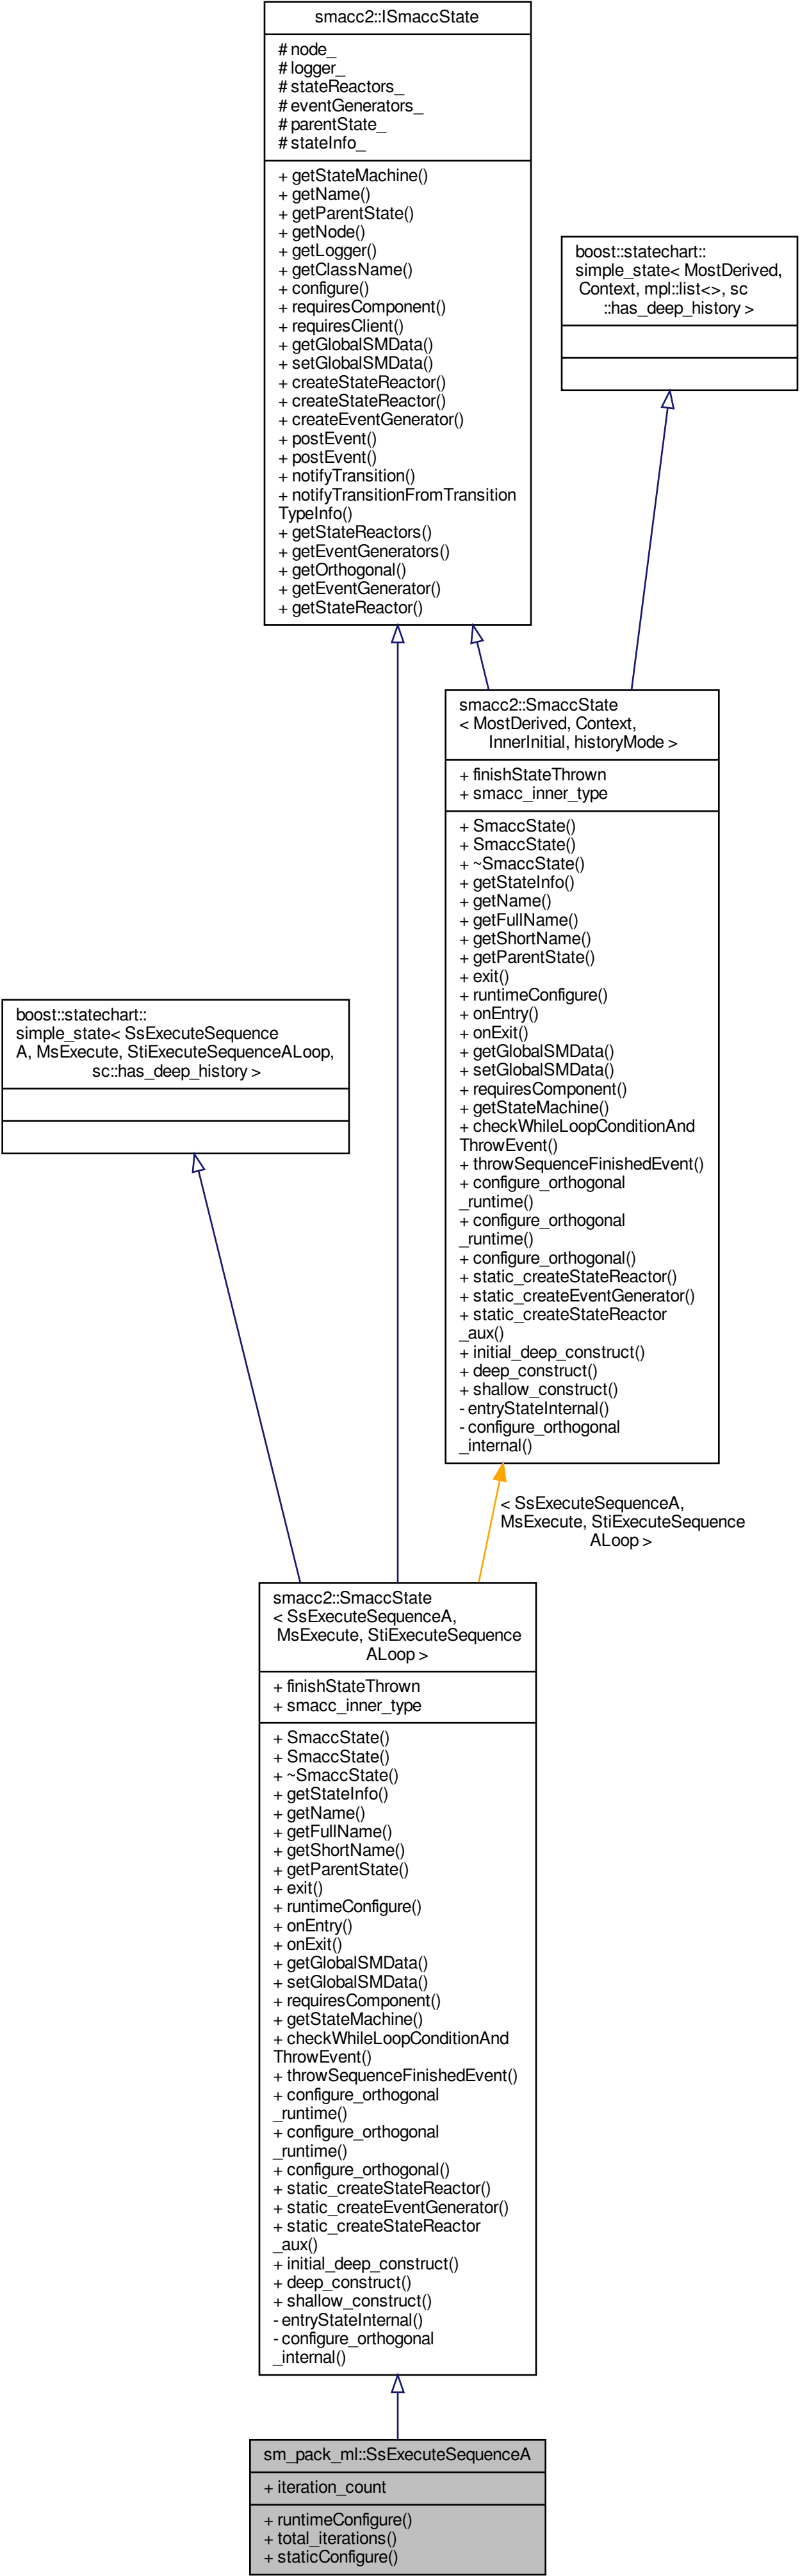 smacc2::ISmaccState
# node_
# logger_
# stateReactors_
# eventGenerators_
# parentState_
# stateInfo_
+ getStateMachine()
+ getName()
+ getParentState()
+ getNode()
+ getLogger()
+ getClassName()
+ configure()
+ requiresComponent()
+ requiresClient()
+ getGlobalSMData()
+ setGlobalSMData()
+ createStateReactor()
+ createStateReactor()
+ createEventGenerator()
+ postEvent()
+ postEvent()
+ notifyTransition()
+ notifyTransitionFromTransition
TypeInfo()
+ getStateReactors()
+ getEventGenerators()
+ getOrthogonal()
+ getEventGenerator()
+ getStateReactor()
boost::statechart::
simple_state< MostDerived,
Context, mpl::list<>, sc
::has_deep_history >
smacc2::SmaccState
< MostDerived, Context,
InnerInitial, historyMode >
+ finishStateThrown
+ smacc_inner_type
+ SmaccState()
+ SmaccState()
+ ~SmaccState()
+ getStateInfo()
+ getName()
+ getFullName()
+ getShortName()
+ getParentState()
+ exit()
+ runtimeConfigure()
+ onEntry()
+ onExit()
+ getGlobalSMData()
+ setGlobalSMData()
+ requiresComponent()
+ getStateMachine()
+ checkWhileLoopConditionAnd
ThrowEvent()
+ throwSequenceFinishedEvent()
+ configure_orthogonal
_runtime()
+ configure_orthogonal
_runtime()
+ configure_orthogonal()
+ static_createStateReactor()
+ static_createEventGenerator()
+ static_createStateReactor
_aux()
+ initial_deep_construct()
+ deep_construct()
+ shallow_construct()
- entryStateInternal()
- configure_orthogonal
_internal()
boost::statechart::
simple_state< SsExecuteSequence
A, MsExecute, StiExecuteSequenceALoop,
sc::has_deep_history >
< SsExecuteSequenceA,
MsExecute, StiExecuteSequence
ALoop >
smacc2::SmaccState
< SsExecuteSequenceA,
MsExecute, StiExecuteSequence
ALoop >
+ finishStateThrown
+ smacc_inner_type
+ SmaccState()
+ SmaccState()
+ ~SmaccState()
+ getStateInfo()
+ getName()
+ getFullName()
+ getShortName()
+ getParentState()
+ exit()
+ runtimeConfigure()
+ onEntry()
+ onExit()
+ getGlobalSMData()
+ setGlobalSMData()
+ requiresComponent()
+ getStateMachine()
+ checkWhileLoopConditionAnd
ThrowEvent()
+ throwSequenceFinishedEvent()
+ configure_orthogonal
_runtime()
+ configure_orthogonal
_runtime()
+ configure_orthogonal()
+ static_createStateReactor()
+ static_createEventGenerator()
+ static_createStateReactor
_aux()
+ initial_deep_construct()
+ deep_construct()
+ shallow_construct()
- entryStateInternal()
- configure_orthogonal
_internal()
sm_pack_ml::SsExecuteSequenceA
+ iteration_count
+ runtimeConfigure()
+ total_iterations()
+ staticConfigure()